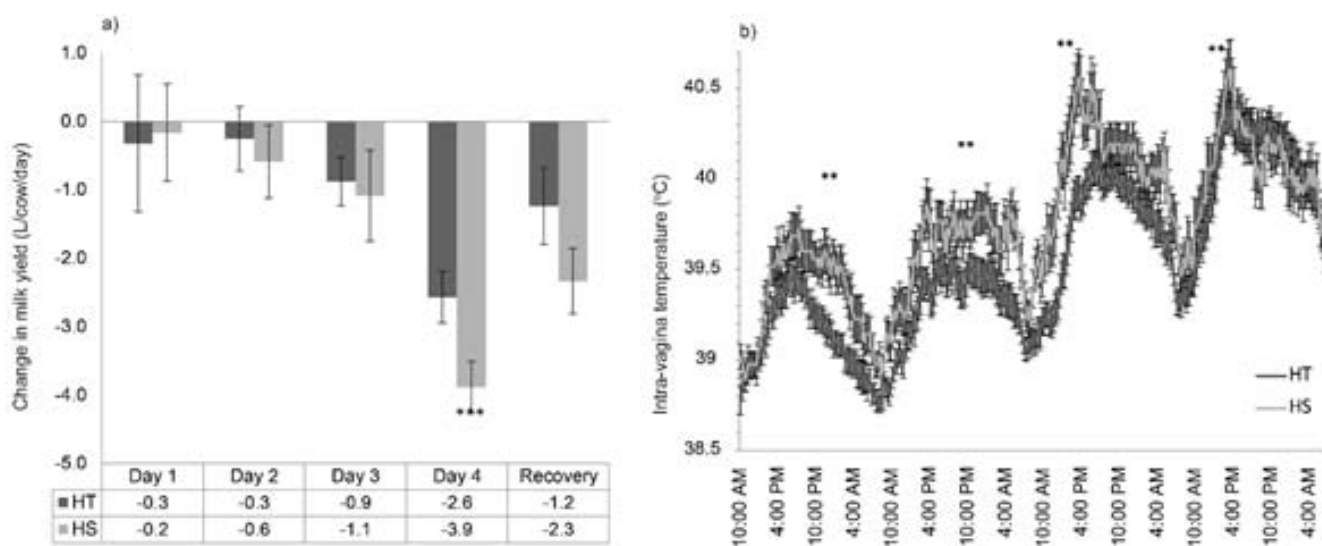 a)
Change in milk yield (L/cow/day)
1.0
0.0
-1.0
-2.0
-3.0
-4.0
-5.0
***
Day 1 Day 2 Day 3 Day 4 Recovery
HT -0.3 -0.3 -0.9 -2.6 -1.2
HS -0.2 -0.6 -1.1 -3.9 -2.3
b)
Intra-vagina temperature (°C)
40.5
40
39.5
39
38.5
**
**
**
**
HT
HS
10:00 AM
4:00 PM
10:00 PM
4:00 AM
10:00 AM
4:00 PM
10:00 PM
4:00 AM
10:00 AM
4:00 PM
10:00 PM
4:00 AM
10:00 AM
4:00 PM
10:00 PM
4:00 AM